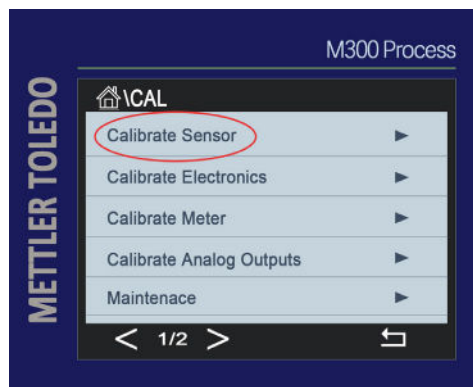 M300 Process
METTLER TOLEDO
\CAL
Calibrate Sensor
Calibrate Electronics
Calibrate Meter
Calibrate Analog Outputs
Maintenace
< 1/2 >